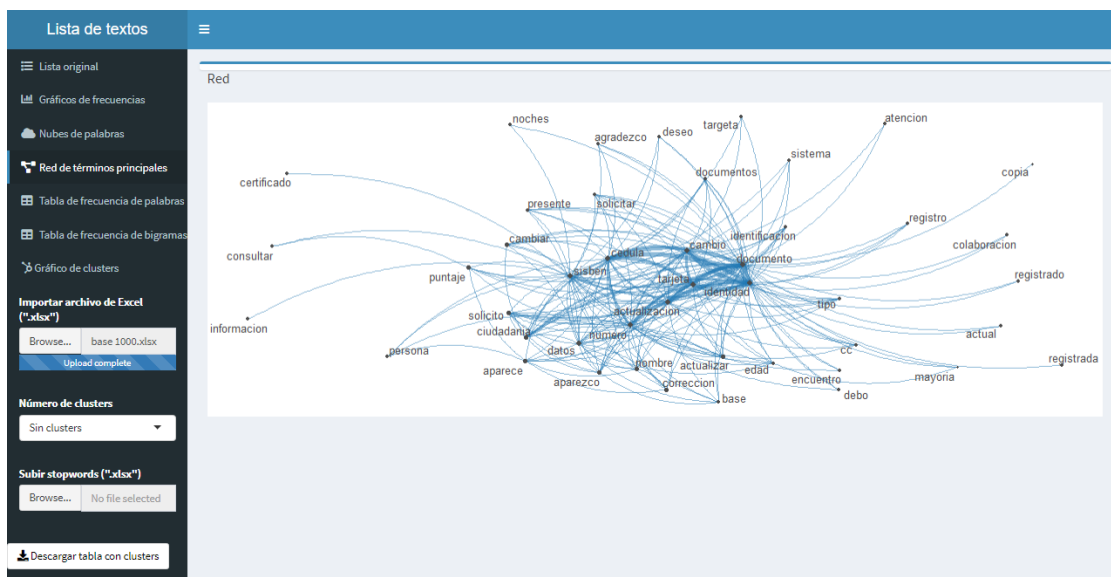 Lista de textos
Lista original
Gráficos de frecuencias
Nubes de palabras
Red de términos principales
Tabla de frecuencia de palabras
Tabla de frecuencia de bigramas
Gráfico de clusters
Importar archivo de Excel
(".xlsx")
Browse... base 1000.xlsx
Upload complete
Número de clusters
Sin clusters
Subir stopwords (".xlsx")
Browse... No file selected
Descargar tabla con clusters
Red
noches
targeta
atencion
agradezco
deseo
sistema
certificado
documentos
copia
presente
solicitar
registro
cambiar
cambio
identificacion
colaboracion
consultar
cedula
documento
puntaje
sisben
tarjeta
identidad
registrado
tipo
solicito
actualizacion
informacion
ciudadania
numero
actual
persona
datos
cc
aparece
nombre
actualizar
edad
registrada
aparezco
correccion
encuentro
mayoria
base
debo